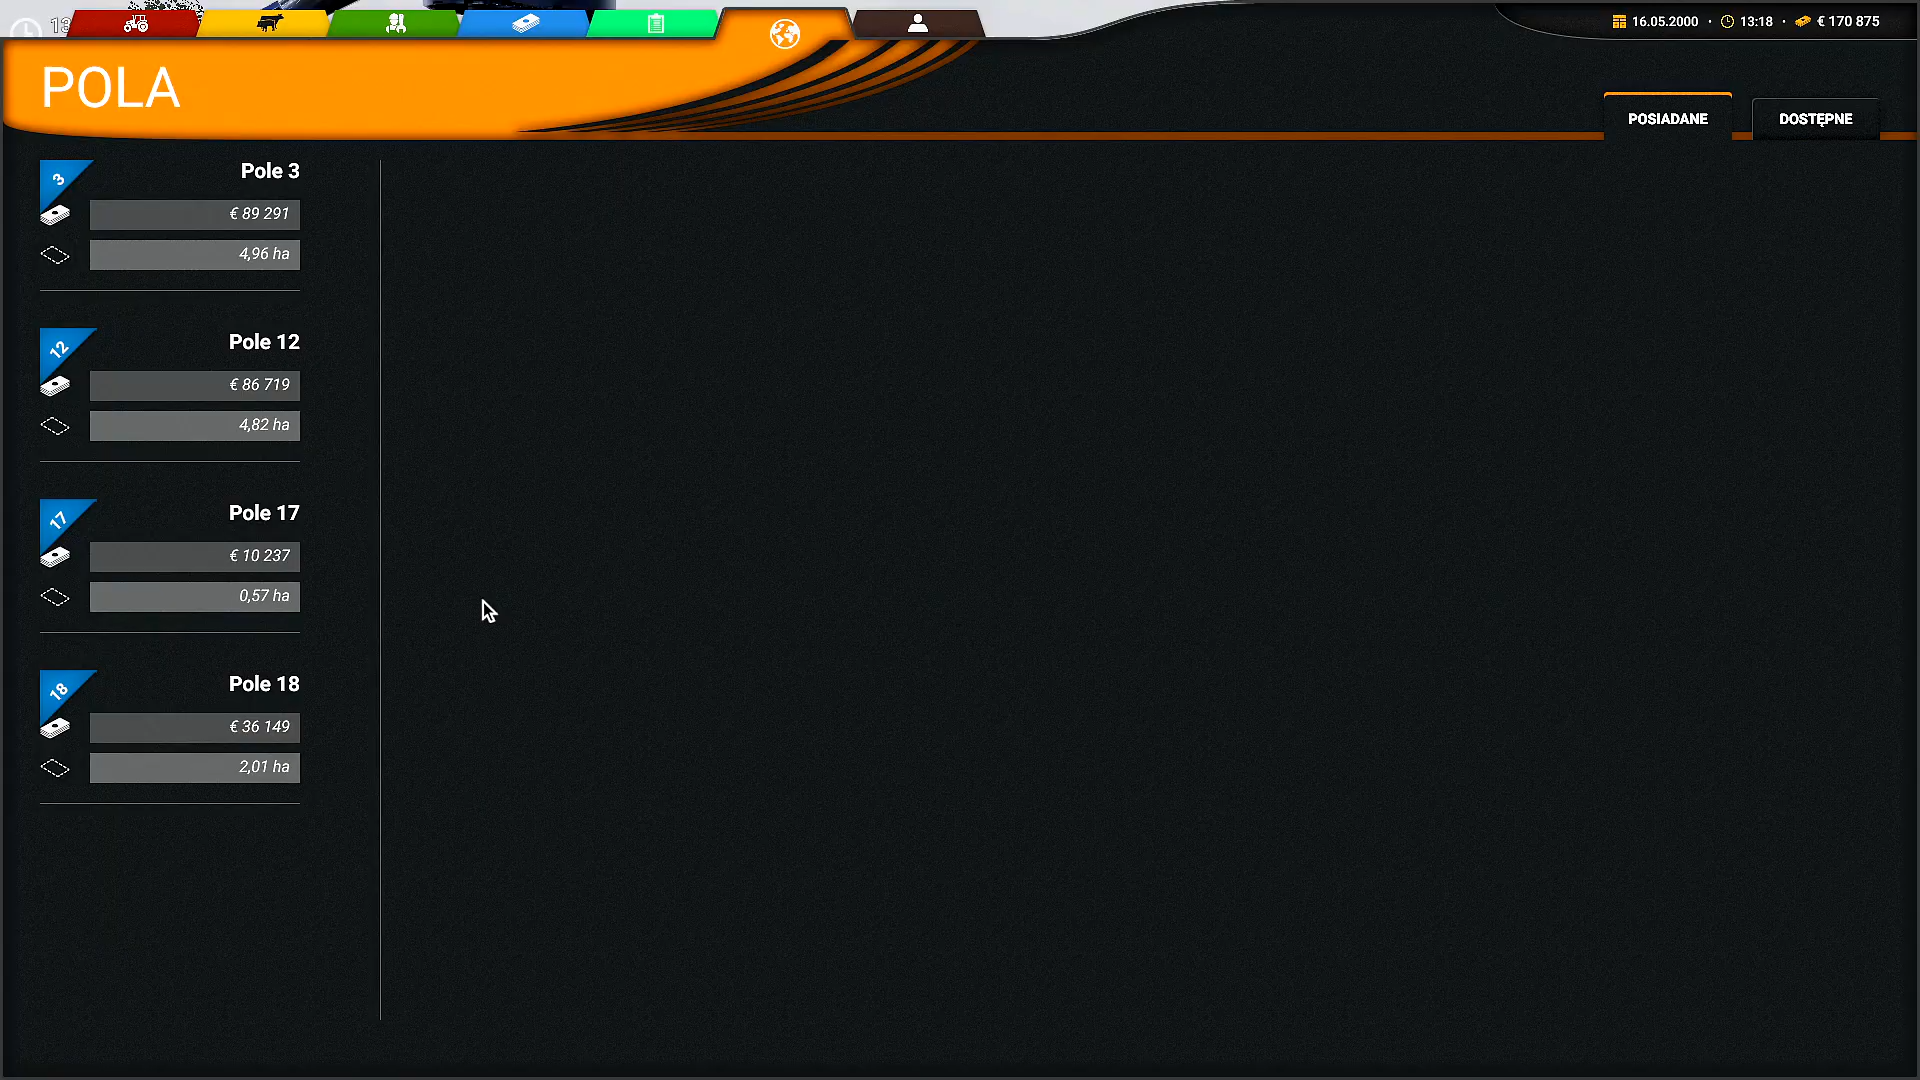 13
16.05.2000 · 13:18 · € 170 875
POLA
POSIADANE
DOSTĘPNE
3
Pole 3
€ 89 291
4,96 ha
12
Pole 12
€ 86 719
4,82 ha
17
Pole 17
€ 10 237
0,57 ha
18
Pole 18
€ 36 149
2,01 ha